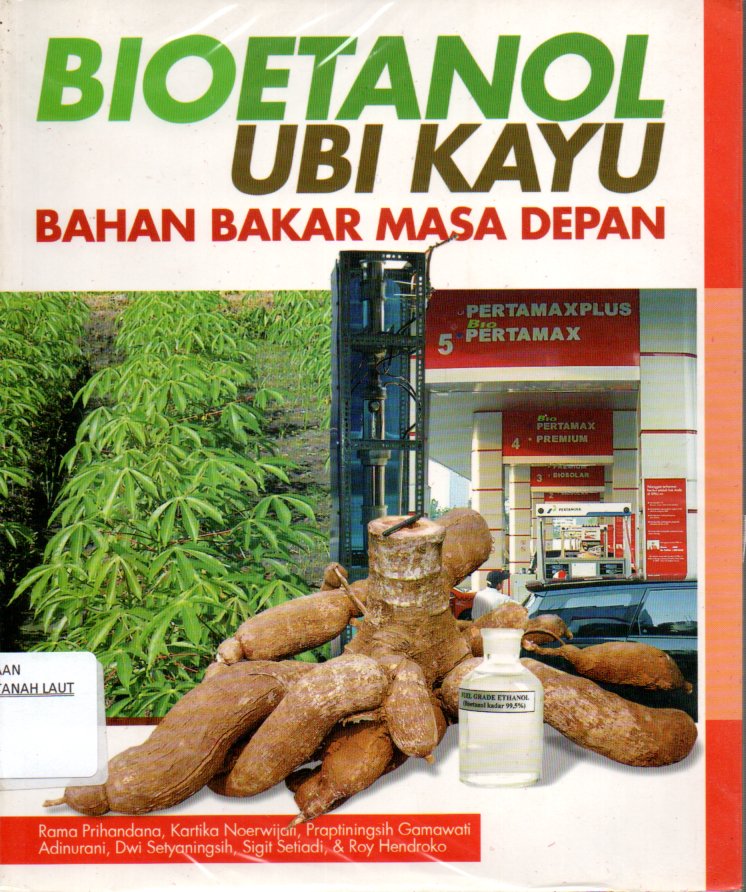 BIOETANOL
UBI KAYU
BAHAN BAKAR MASA DEPAN
PERTAMAXPLUS
Bio
5 PERTAMAX
Bio
PERTAMAX
4 PREMIUM
PREMIUM
3 BIOSOLAR
PERTAMINA
AAN
TANAH LAUT
FUEL GRADE ETHANOL
(Bioetanol kadar 99,5%)
Rama Prihandana, Kartika Noerwijari, Praptiningsih Gamawati
Adinurani, Dwi Setyaningsih, Sigit Setiadi, & Roy Hendroko